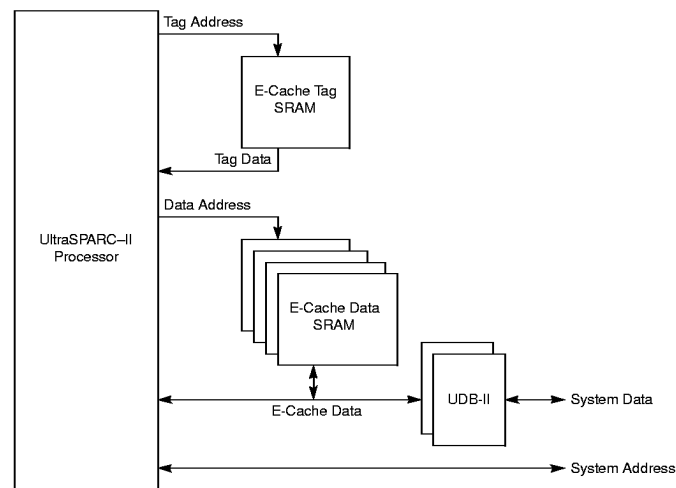 Tag Address
E-Cache Tag
SRAM
Tag Data
Data Address
UltraSPARC–II
Processor
E-Cache Data
SRAM
UDB-II
System Data
E-Cache Data
System Address